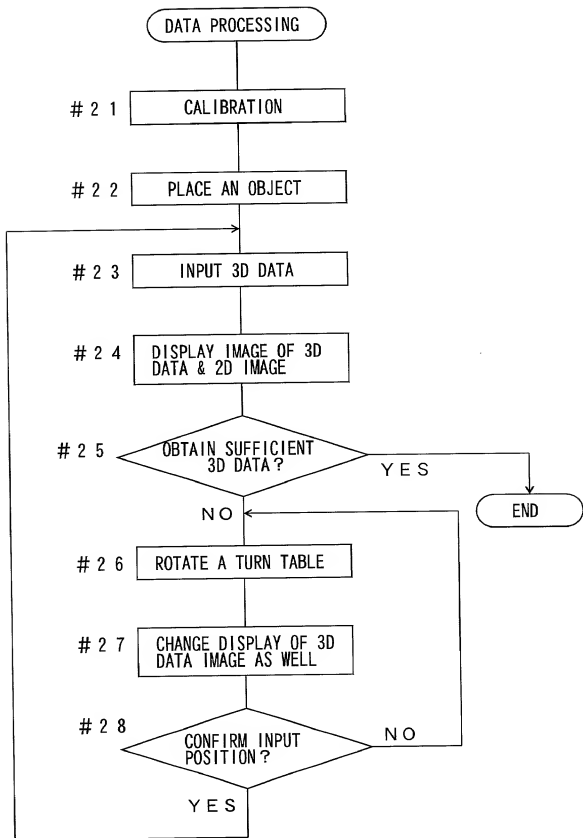 DATA PROCESSING
#21
CALIBRATION
#22
PLACE AN OBJECT
#23
INPUT 3D DATA
#24
DISPLAY IMAGE OF 3D
DATA & 2D IMAGE
#25
OBTAIN SUFFICIENT
3D DATA?
YES
END
NO
#26
ROTATE A TURN TABLE
#27
CHANGE DISPLAY OF 3D
DATA IMAGE AS WELL
#28
CONFIRM INPUT
POSITION?
NO
YES